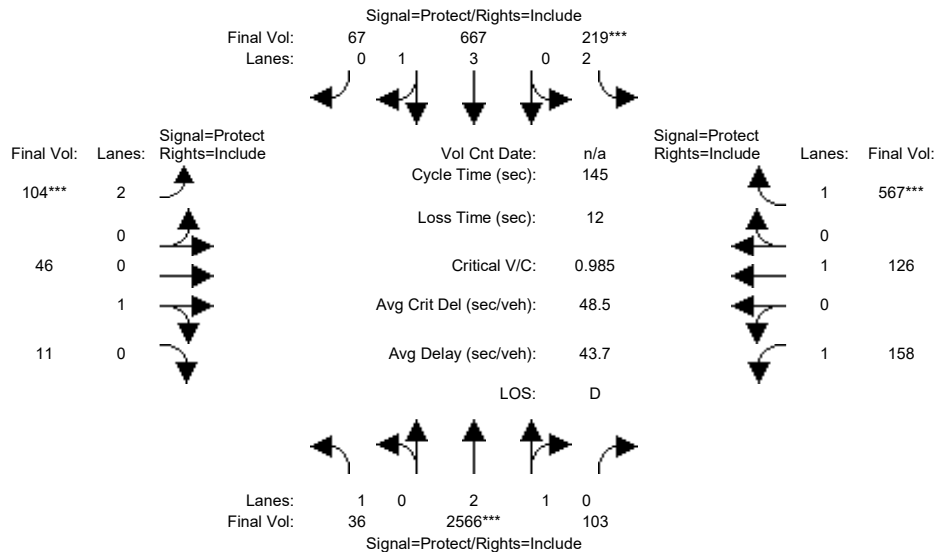 Signal=Protect/Rights=Include
Final Vol: 67 667 219***
Lanes: 0 1 3 0 2
Signal=Protect
Final Vol: Lanes: Rights=Include
Vol Cnt Date: n/a
Signal=Protect
Rights=Include Lanes: Final Vol:
Cycle Time (sec): 145
104*** 2
1 567***
Loss Time (sec): 12
0
0
46 0
Critical V/C: 0.985
1 126
1
Avg Crit Del (sec/veh): 48.5
0
11 0
Avg Delay (sec/veh): 43.7
1 158
LOS: D
Lanes: 1 0 2 1 0
Final Vol: 36 2566*** 103
Signal=Protect/Rights=Include